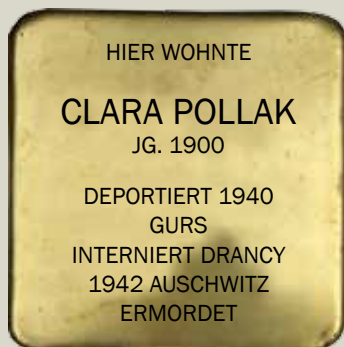 HIER WOHNTE
CLARA POLLAK
JG. 1900
DEPORTIERT 1940
GURS
INTERNIERT DRANCY
1942 AUSCHWITZ
ERMORDET